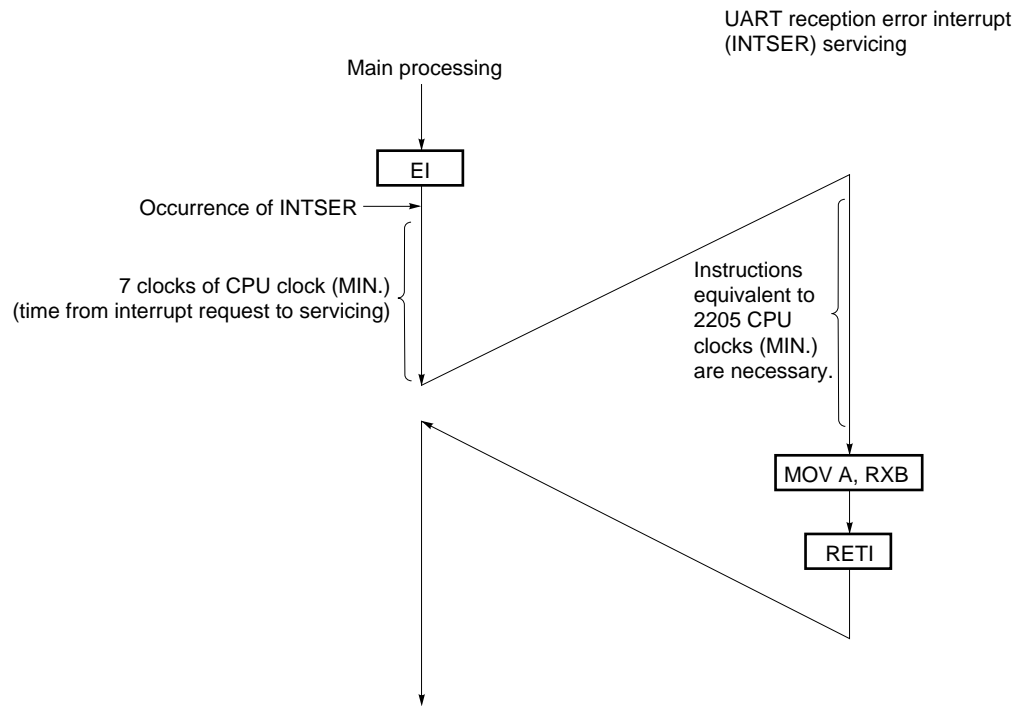 UART reception error interrupt
(INTSER) servicing
Main processing
EI
Occurrence of INTSER
7 clocks of CPU clock (MIN.)
(time from interrupt request to servicing)
Instructions
equivalent to
2205 CPU
clocks (MIN.)
are necessary.
MOV A, RXB
RETI